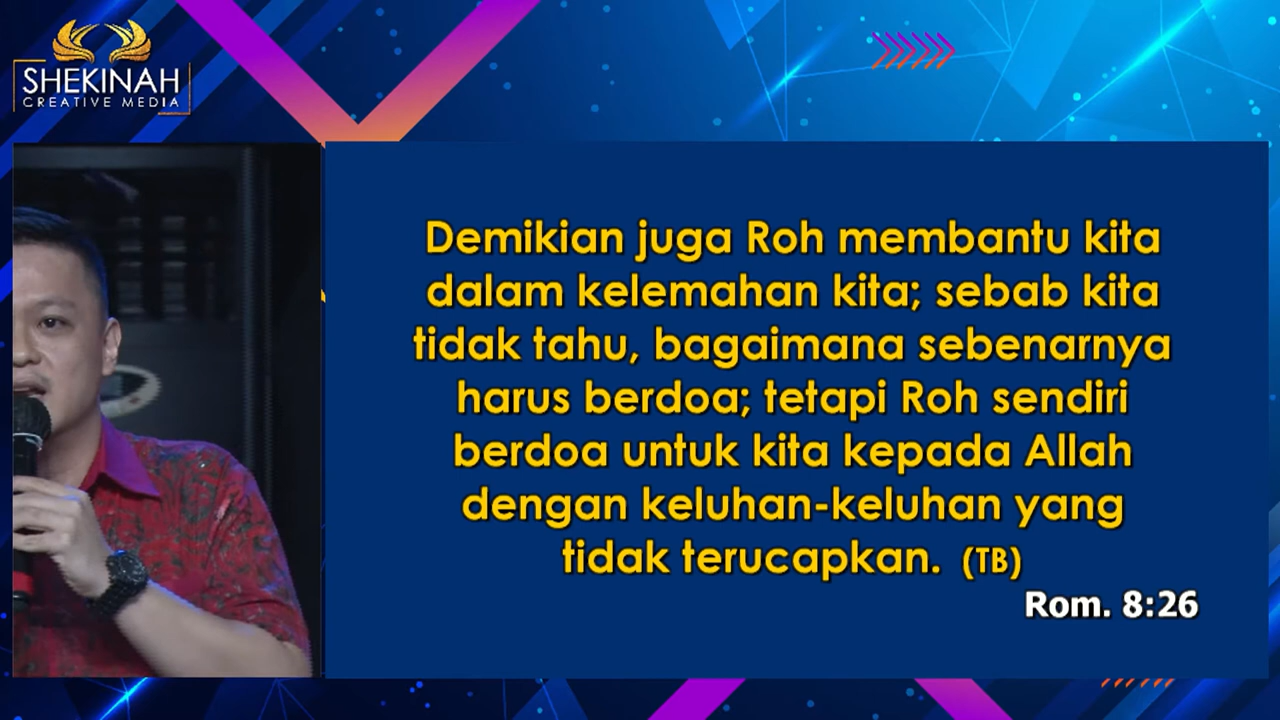 SHEKINAH
CREATIVE MEDIA
Demikian juga Roh membantu kita
dalam kelemahan kita; sebab kita
tidak tahu, bagaimana sebenarnya
harus berdoa; tetapi Roh sendiri
berdoa untuk kita kepada Allah
dengan keluhan-keluhan yang
tidak terucapkan. (TB)
Rom. 8:26